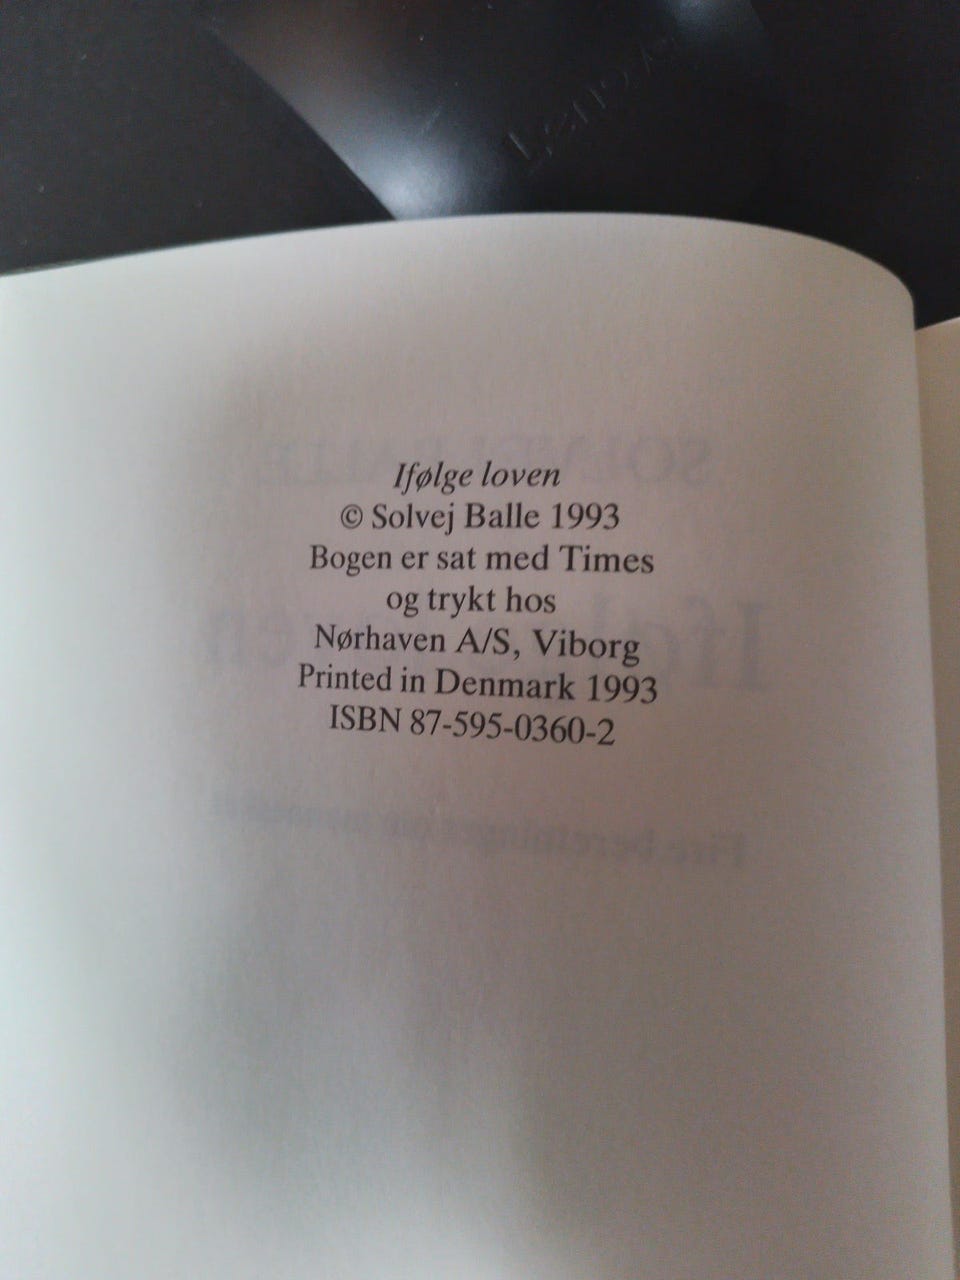 Ifølge loven
© Solvej Balle 1993
Bogen er sat med Times
og trykt hos
Nørhaven A/S, Viborg
Printed in Denmark 1993
ISBN 87-595-0360-2